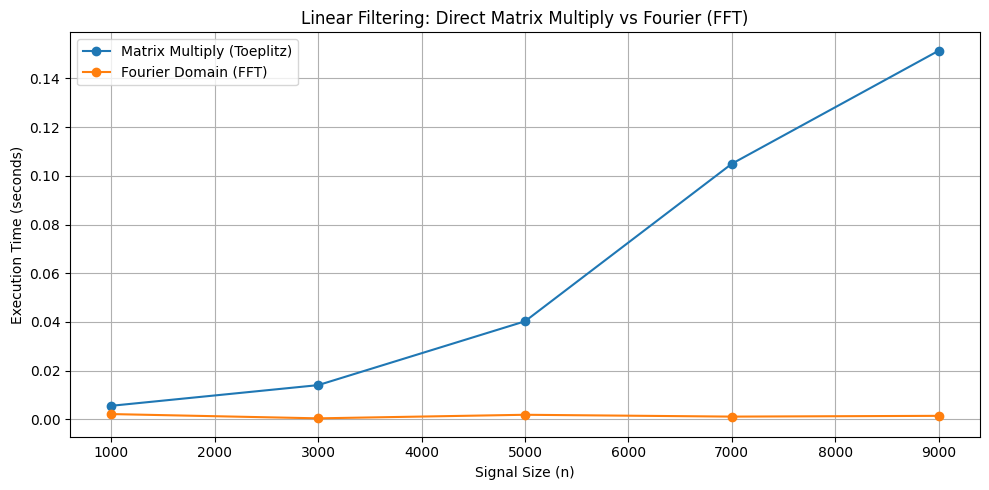 Linear Filtering: Direct Matrix Multiply vs Fourier (FFT)
Matrix Multiply (Toeplitz)
Fourier Domain (FFT)
Execution Time (seconds)
0.14
0.12
0.10
0.08
0.06
0.04
0.02
0.00
1000 2000 3000 4000 5000 6000 7000 8000 9000
Signal Size (n)